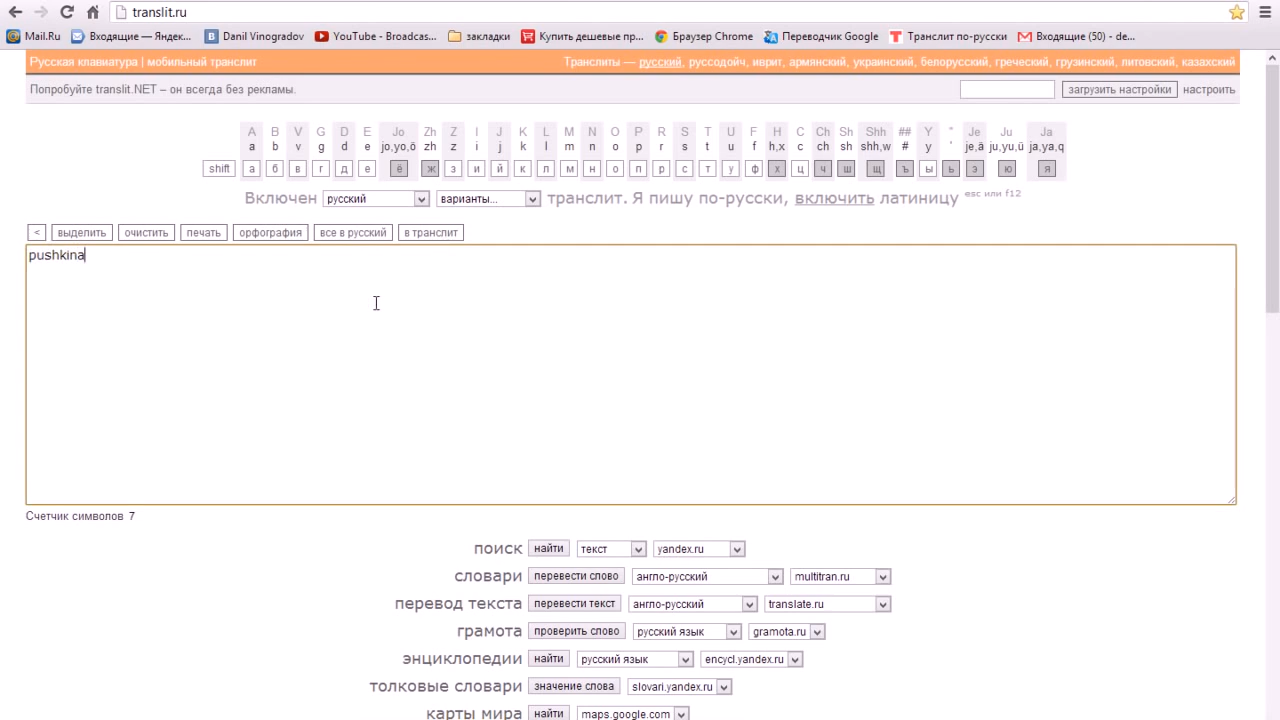 translit.ru
Mail.Ru Входящие — Яндек... Danil Vinogradov YouTube - Broadcas... закладки Купить дешевые пр... Браузер Chrome Переводчик Google Транслит по-русски Входящие (50) - de...
Русская клавиатура | мобильный транслит Транслиты — русский, руссодойч, иврит, армянский, украинский, белорусский, греческий, грузинский, литовский, казахский
Попробуйте translit.NET – он всегда без рекламы. загрузить настройки настроить
A B V G D E Jo Zh Z I J K L M N O P R S T U F H C Ch Sh Shh ## Y " Je Ju Ja
a b v g d e jo,yo,ö zh z i j k l m n o p r s t u f h,x c ch sh shh,w # y ' je,ä ju,yu,ü ja,ya,q
shift а б в г д е ё ж з и й к л м н о п р с т у ф х ц ч ш щ ъ ы ь э ю я
Включен русский варианты... транслит. Я пишу по-русски, включить латиницу esc или f12
< выделить очистить печать орфография все в русский в транслит
pushkina
Счетчик символов 7
поиск найти текст yandex.ru
словари перевести слово англо-русский multitran.ru
перевод текста перевести текст англо-русский translate.ru
грамота проверить слово русский язык gramota.ru
энциклопедии найти русский язык encycl.yandex.ru
толковые словари значение слова slovari.yandex.ru
карты мира найти maps.google.com